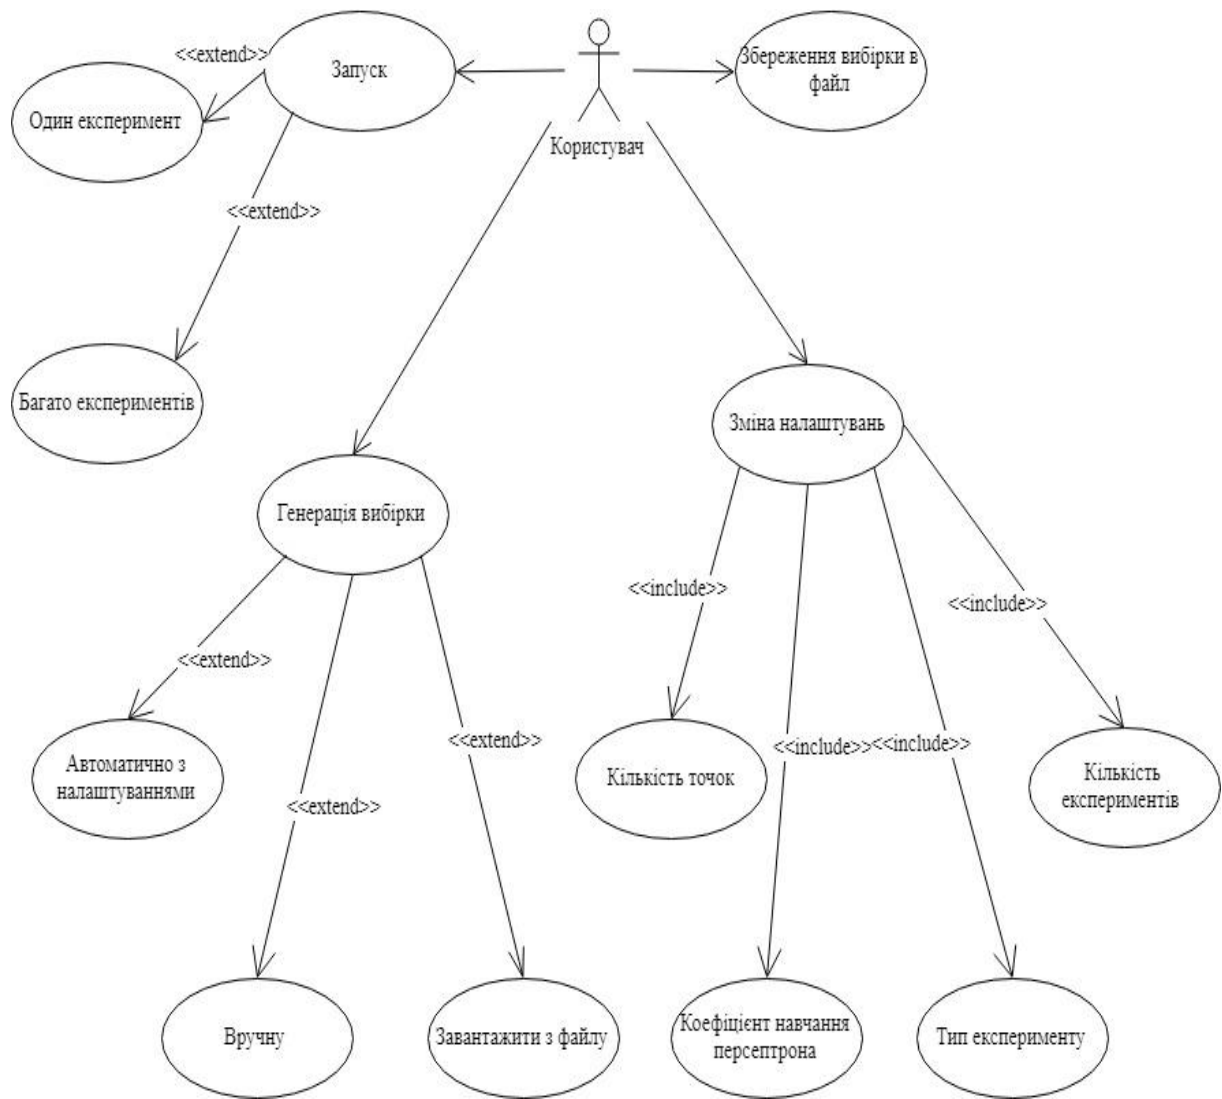 <<extend>>
Запуск
Збереження вибірки в
файл
Один експеримент
Користувач
<<extend>>
Багато експериментів
Зміна налаштувань
Генерація вибірки
<<include>>
<<include>>
<<extend>>
<<extend>>
<<include>>
<<include>>
Автоматично з
налаштуваннями
Кількість точок
Кількість
експериментів
<<extend>>
Вручну
Завантажити з файлу
Коефіцієнт навчання
персептрона
Тип експерименту